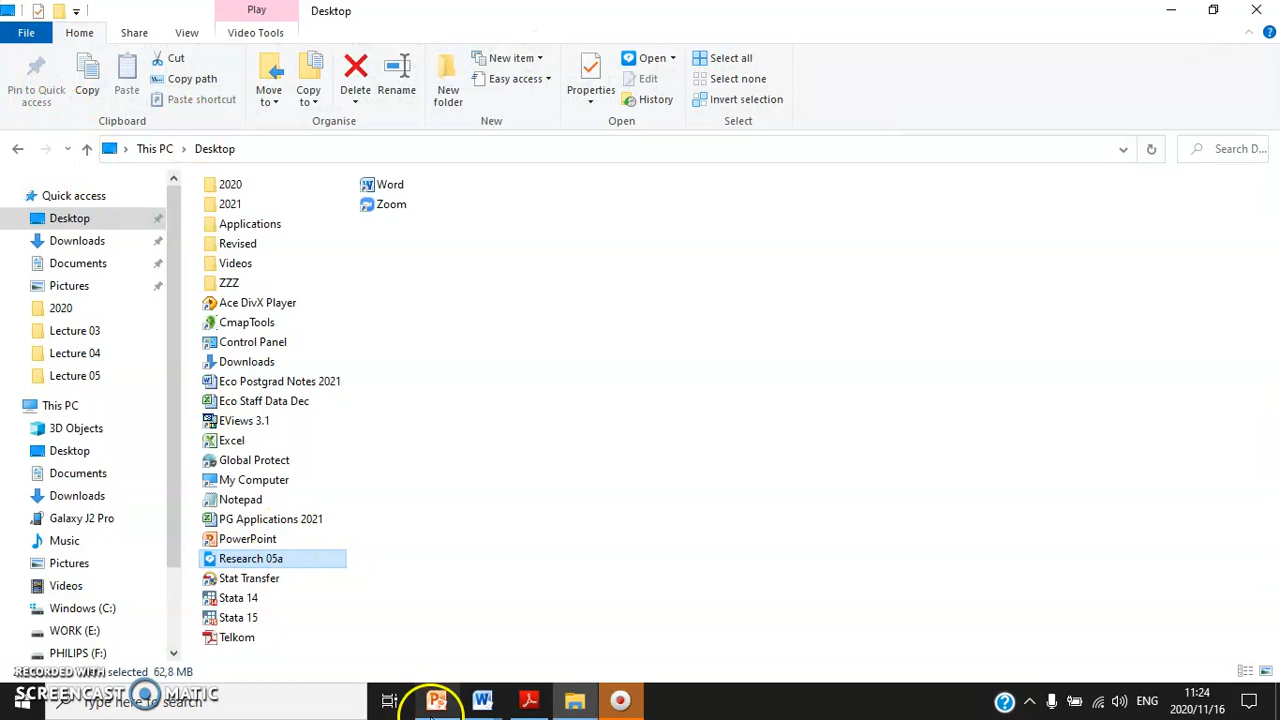 Play
Desktop
File
Home
Share
View
Video Tools
Pin to Quick access
Copy
Paste
Cut
Copy path
Paste shortcut
Clipboard
Move to
Copy to
Delete
Rename
Organise
New folder
New item
Easy access
New
Properties
Open
Edit
History
Open
Select all
Select none
Invert selection
Select
This PC
Desktop
Search D...
Quick access
Desktop
Downloads
Documents
Pictures
2020
Lecture 03
Lecture 04
Lecture 05
This PC
3D Objects
Desktop
Documents
Downloads
Galaxy J2 Pro
Music
Pictures
Videos
Windows (C:)
WORK (E:)
PHILIPS (F:)
2020
2021
Applications
Revised
Videos
ZZZ
Ace DivX Player
CmapTools
Control Panel
Downloads
Eco Postgrad Notes 2021
Eco Staff Data Dec
EViews 3.1
Excel
Global Protect
My Computer
Notepad
PG Applications 2021
PowerPoint
Research 05a
Stat Transfer
Stata 14
Stata 15
Telkom
Word
Zoom
selected 62,8 MB
RECORDED WITH
SCREENCAST MATIC
Type here to search
ENG
11:24
2020/11/16